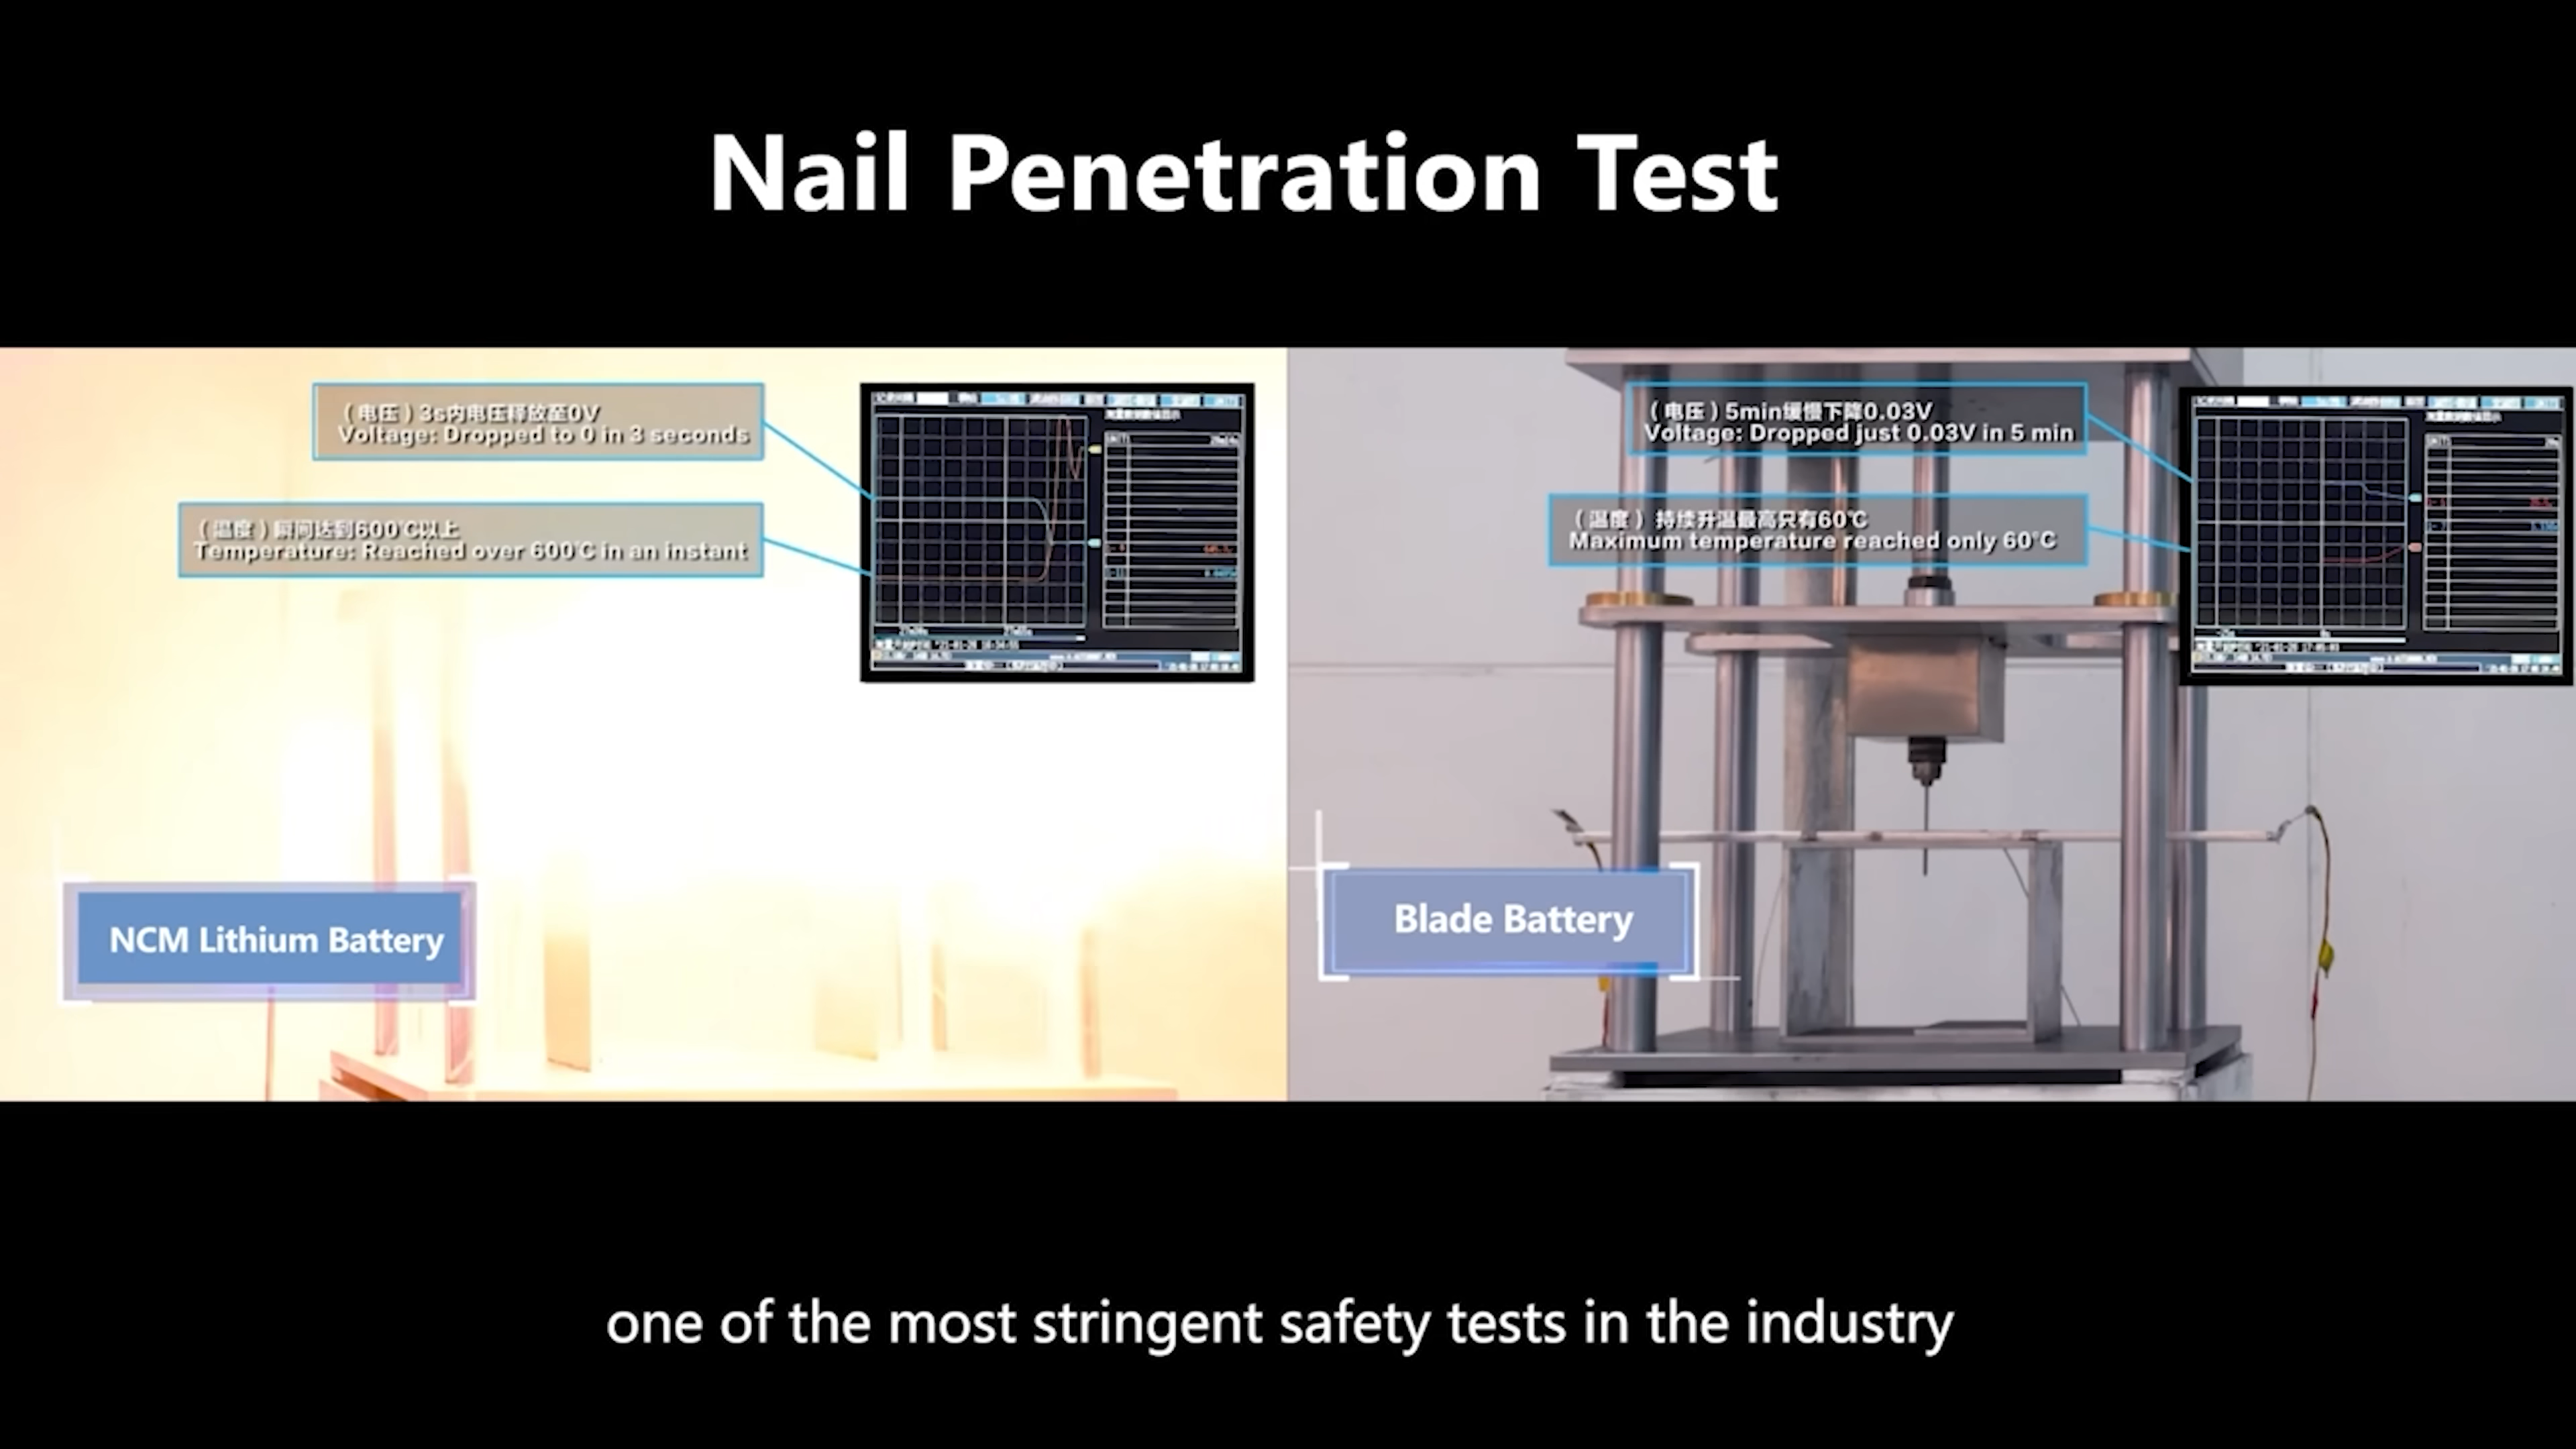 Nail Penetration Test
（电压）3s内电压释放至0V
Voltage: Dropped to 0 in 3 seconds
（温度）瞬间达到600℃以上
Temperature: Reached over 600℃ in an instant
NCM Lithium Battery
（电压）5min缓慢下降0.03V
Voltage: Dropped just 0.03V in 5 min
（温度）持续升温最高只有60℃
Maximum temperature reached only 60℃
Blade Battery
one of the most stringent safety tests in the industry